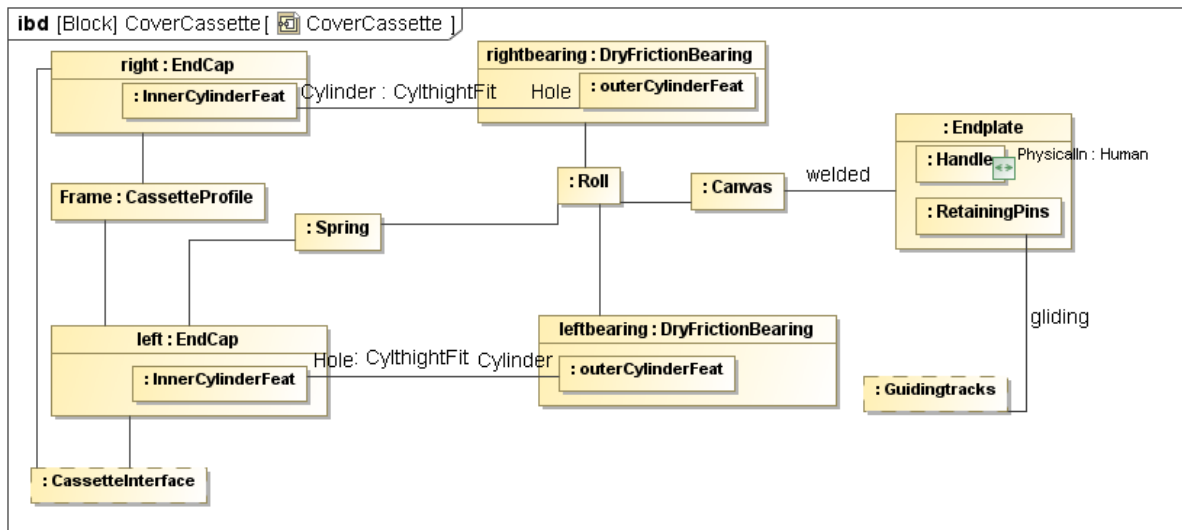 ibd [Block] CoverCassette [ CoverCassette ]
right : EndCap
: InnerCylinderFeat
Cylinder : CylthightFit
Hole
rightbearing : DryFrictionBearing
: outerCylinderFeat
: Endplate
: Handle
PhysicalIn : Human
: RetainingPins
welded
: Canvas
: Roll
Frame : CassetteProfile
: Spring
gliding
left : EndCap
: InnerCylinderFeat
Hole : CylthightFit
Cylinder
leftbearing : DryFrictionBearing
: outerCylinderFeat
: Guidingtracks
: CassetteInterface